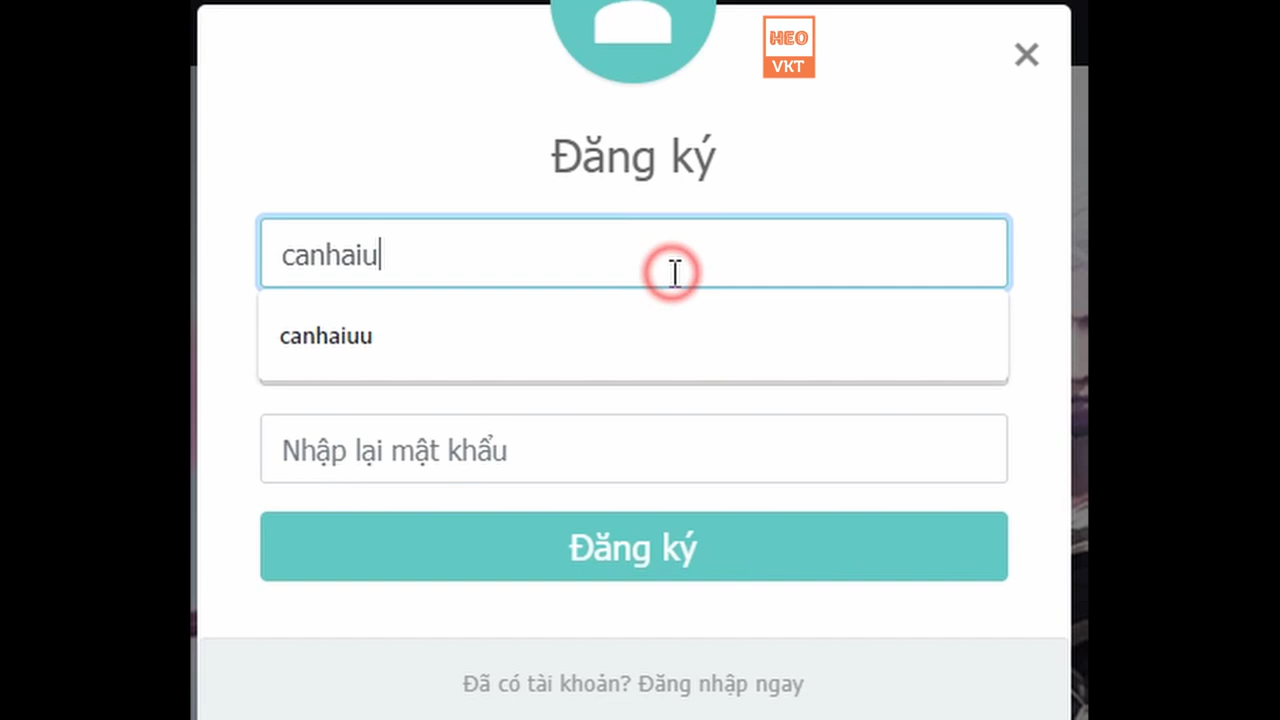 HEO
VKT
Đăng ký
canhaiu
canhaiuu
Nhập lại mật khẩu
Đăng ký
Đã có tài khoản? Đăng nhập ngay